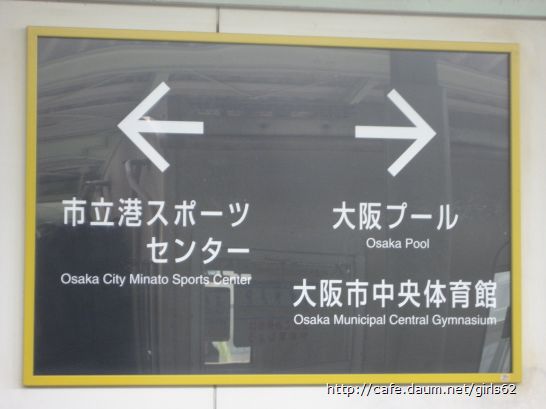 市立港スポーツ
センター
Osaka City Minato Sports Center
大阪プール
Osaka Pool
大阪市中央体育館
Osaka Municipal Central Gymnasium
http://cafe.daum.net/girls62